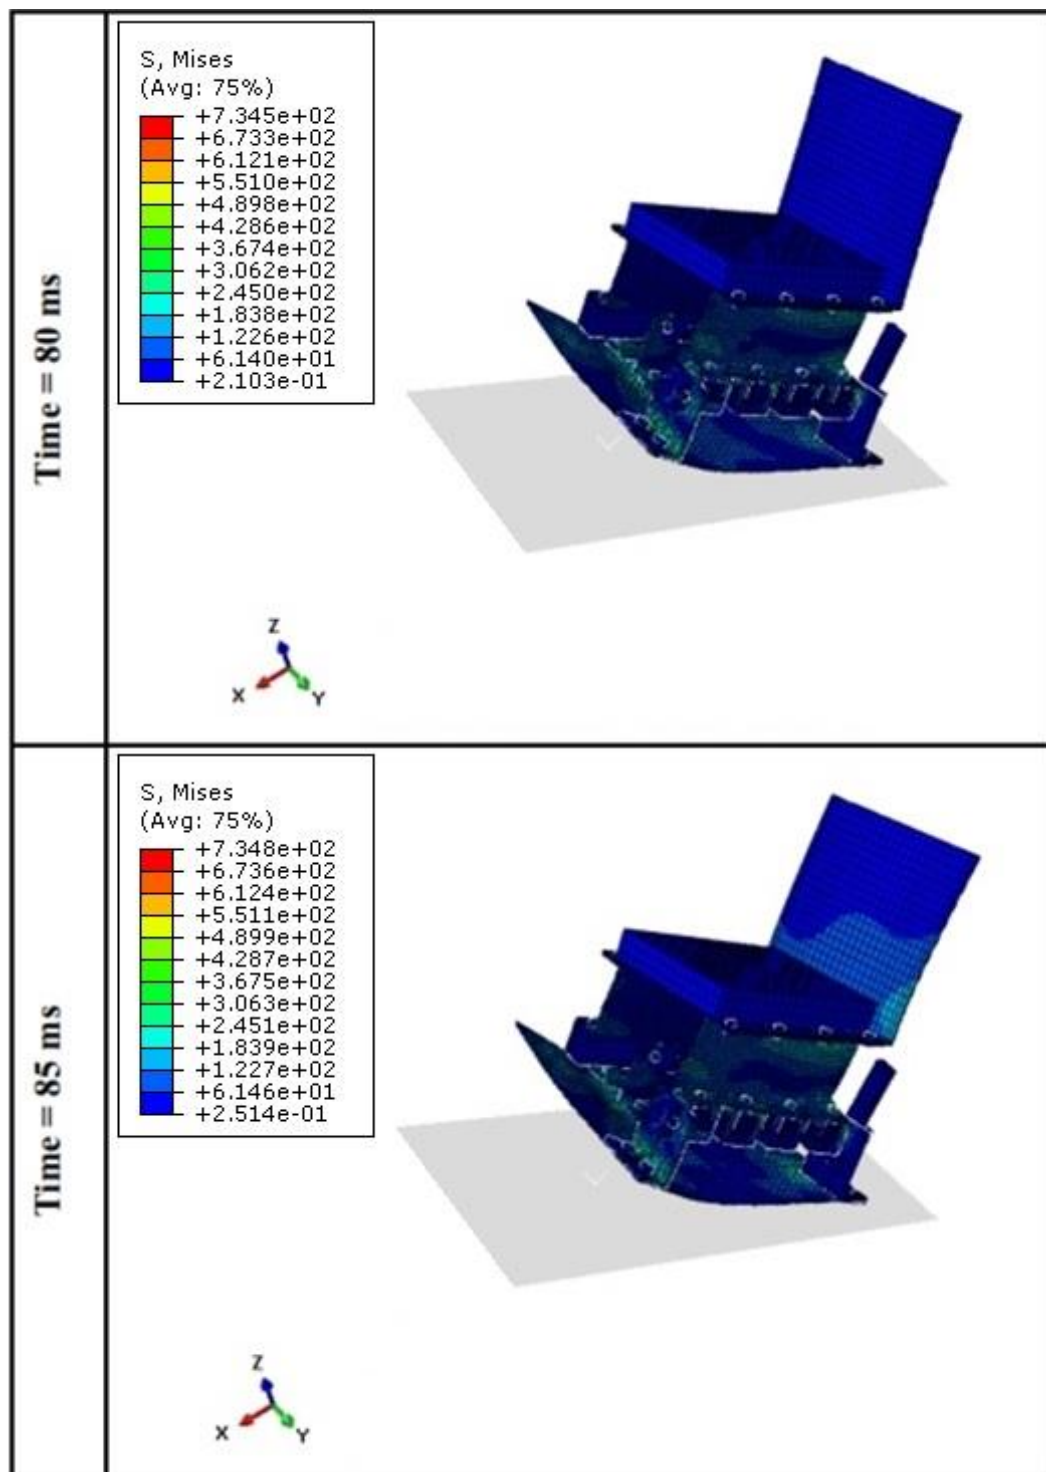 Time = 80 ms
S, Mises
(Avg: 75%)
+7.345e+02
+6.733e+02
+6.121e+02
+5.510e+02
+4.898e+02
+4.286e+02
+3.674e+02
+3.062e+02
+2.450e+02
+1.838e+02
+1.226e+02
+6.140e+01
+2.103e-01
Z
X
Y
Time = 85 ms
S, Mises
(Avg: 75%)
+7.348e+02
+6.736e+02
+6.124e+02
+5.511e+02
+4.899e+02
+4.287e+02
+3.675e+02
+3.063e+02
+2.451e+02
+1.839e+02
+1.227e+02
+6.146e+01
+2.514e-01
Z
X
Y